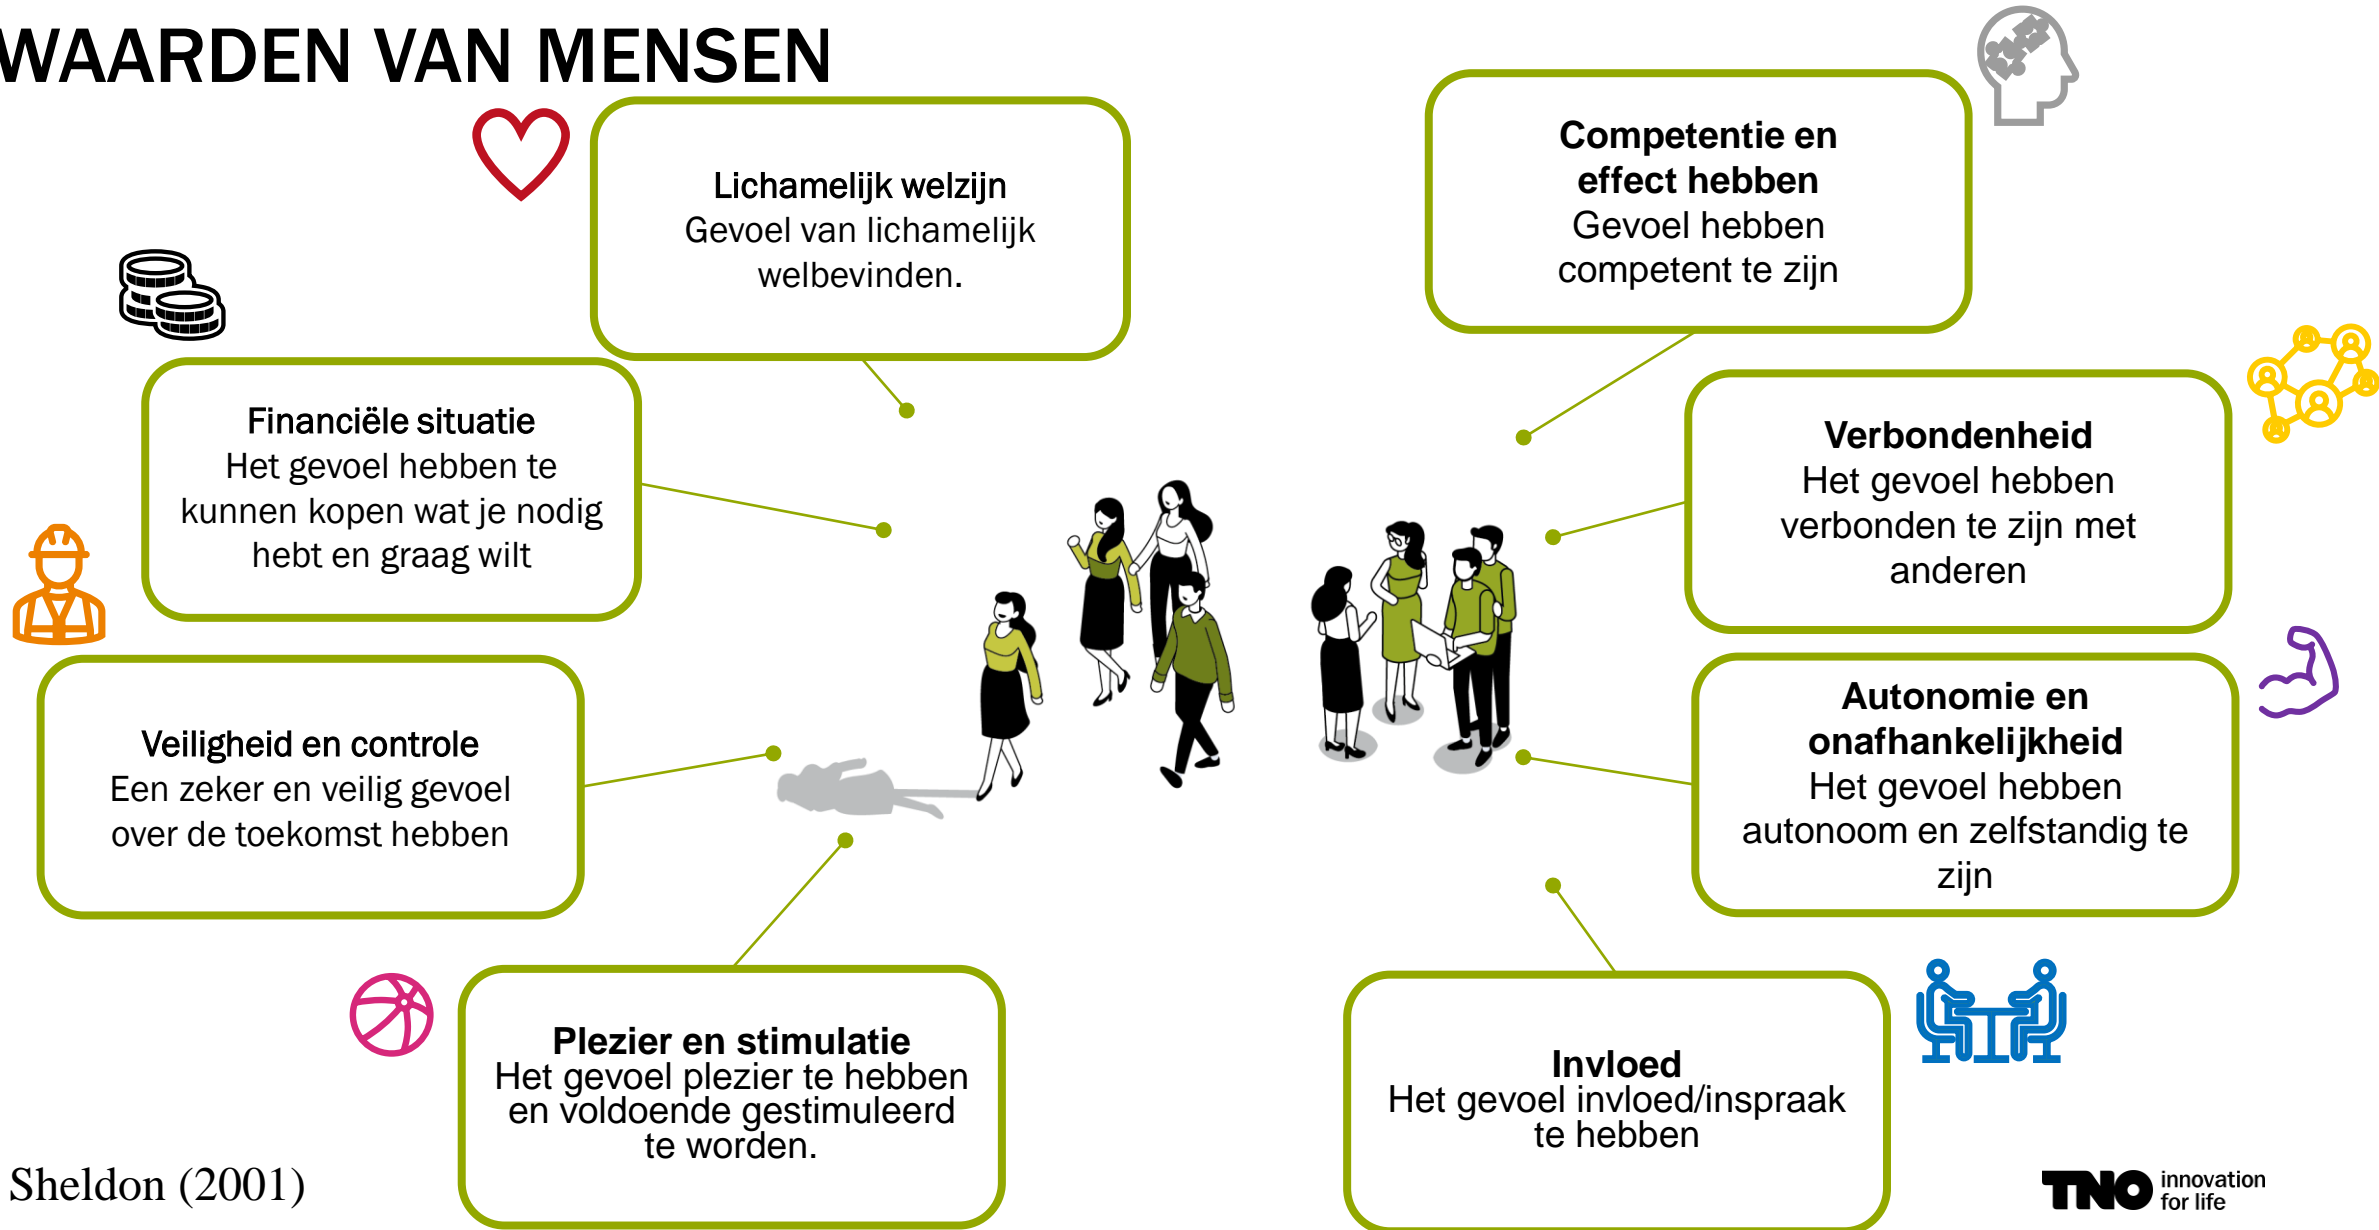 WAARDEN VAN MENSEN
Lichamelijk welzijn
Gevoel van lichamelijk
welbevinden.
Financiële situatie
Het gevoel hebben te
kunnen kopen wat je nodig
hebt en graag wilt
Veiligheid en controle
Een zeker en veilig gevoel
over de toekomst hebben
Plezier en stimulatie
Het gevoel plezier te hebben
en voldoende gestimuleerd
te worden.
Competentie en
effect hebben
Gevoel hebben
competent te zijn
Verbondenheid
Het gevoel hebben
verbonden te zijn met
anderen
Autonomie en
onafhankelijkheid
Het gevoel hebben
autonoom en zelfstandig te
zijn
Invloed
Het gevoel invloed/inspraak
te hebben
Sheldon (2001)
TNO innovation
for life